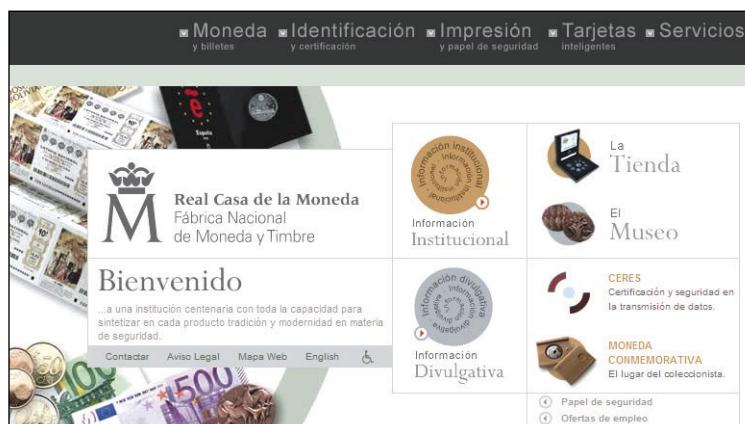 Moneda
y billetes
Identificación
y certificación
Impresión
y papel de seguridad
Tarjetas
inteligentes
Servicios
Real Casa de la Moneda
Fábrica Nacional
de Moneda y Timbre
Bienvenido
...a una institución centenaria con toda la capacidad para
sintetizar en cada producto tradición y modernidad en materia
de seguridad.
Contactar Aviso Legal Mapa Web English
Información institucional
Información
Institucional
Información divulgativa
Información
Divulgativa
La
Tienda
El
Museo
CERES
Certificación y seguridad en
la transmisión de datos.
MONEDA
CONMEMORATIVA
El lugar del coleccionista.
Papel de seguridad
Ofertas de empleo
500
100